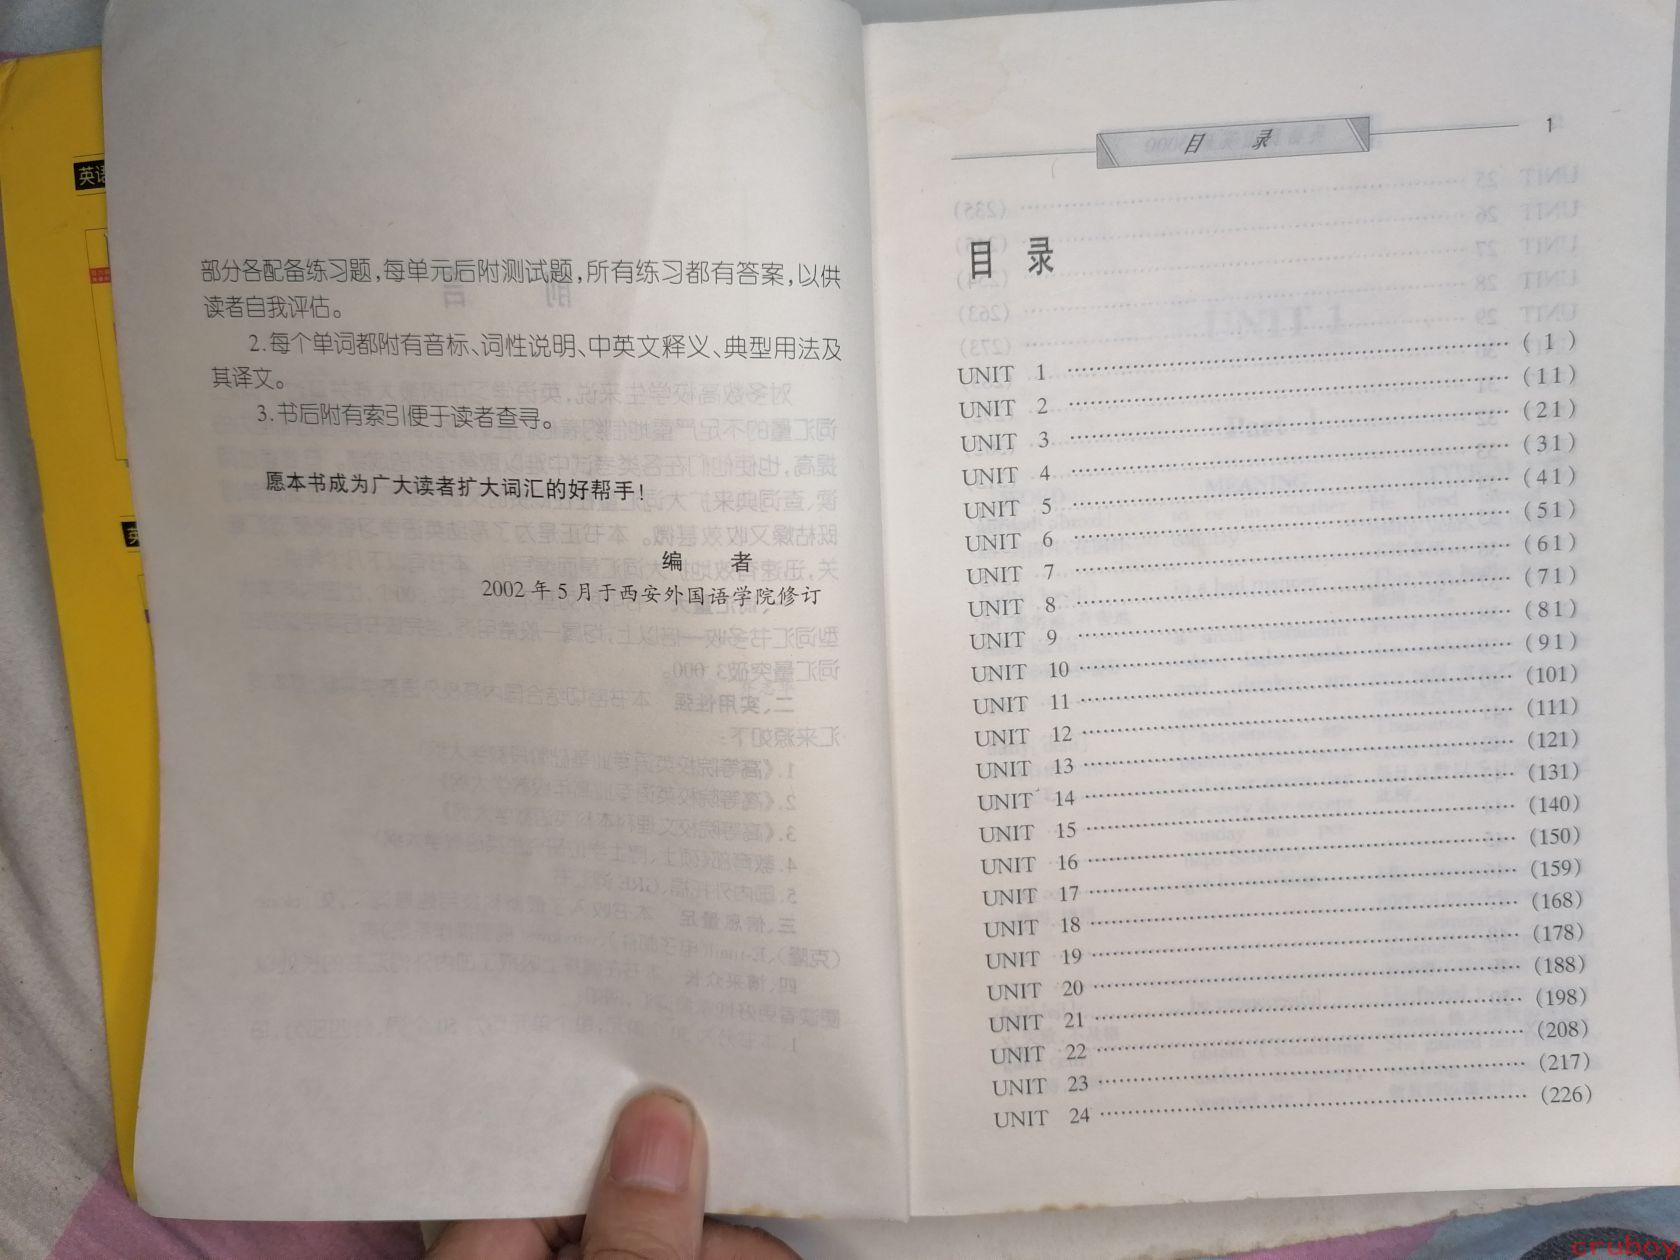 英语
部分各配备练习题,每单元后附测试题,所有练习都有答案,以供
读者自我评估。
2.每个单词都附有音标、词性说明、中英文释义、典型用法及
其译文。
3.书后附有索引便于读者查寻。
愿本书成为广大读者扩大词汇的好帮手!
编 者
2002年5月于西安外国语学院修订
目 录 1
目 录
UNIT 1 ………………………… ( 1 )
UNIT 2 ………………………… (11)
UNIT 3 ………………………… (21)
UNIT 4 ………………………… (31)
UNIT 5 ………………………… (41)
UNIT 6 ………………………… (51)
UNIT 7 ………………………… (61)
UNIT 8 ………………………… (71)
UNIT 9 ………………………… (81)
UNIT 10 ………………………… (91)
UNIT 11 ………………………… (101)
UNIT 12 ………………………… (111)
UNIT 13 ………………………… (121)
UNIT 14 ………………………… (131)
UNIT 15 ………………………… (140)
UNIT 16 ………………………… (150)
UNIT 17 ………………………… (159)
UNIT 18 ………………………… (168)
UNIT 19 ………………………… (178)
UNIT 20 ………………………… (188)
UNIT 21 ………………………… (198)
UNIT 22 ………………………… (208)
UNIT 23 ………………………… (217)
UNIT 24 ………………………… (226)
cruboy